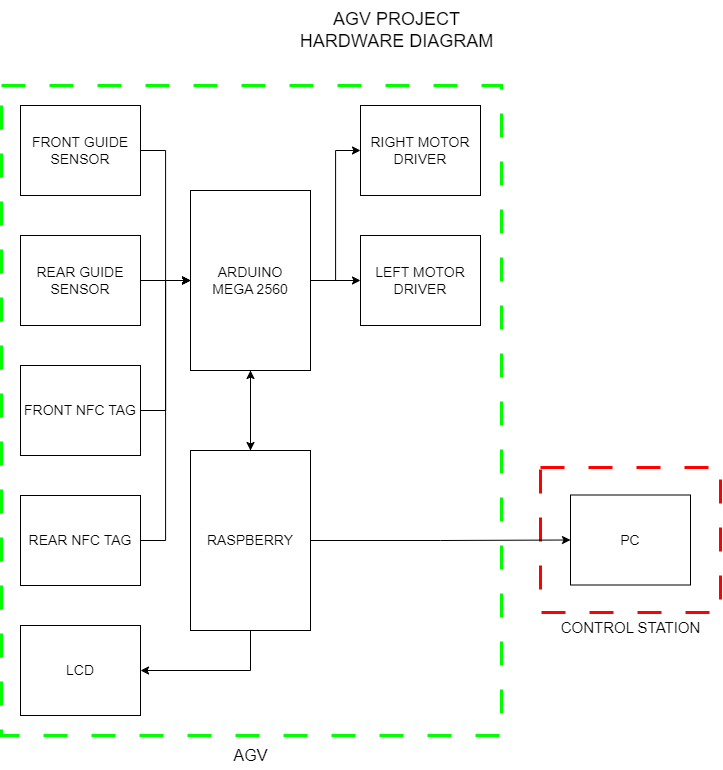 AGV PROJECT
HARDWARE DIAGRAM
FRONT GUIDE
SENSOR
RIGHT MOTOR
DRIVER
REAR GUIDE
SENSOR
ARDUINO
MEGA 2560
LEFT MOTOR
DRIVER
FRONT NFC TAG
REAR NFC TAG
RASPBERRY
PC
CONTROL STATION
LCD
AGV